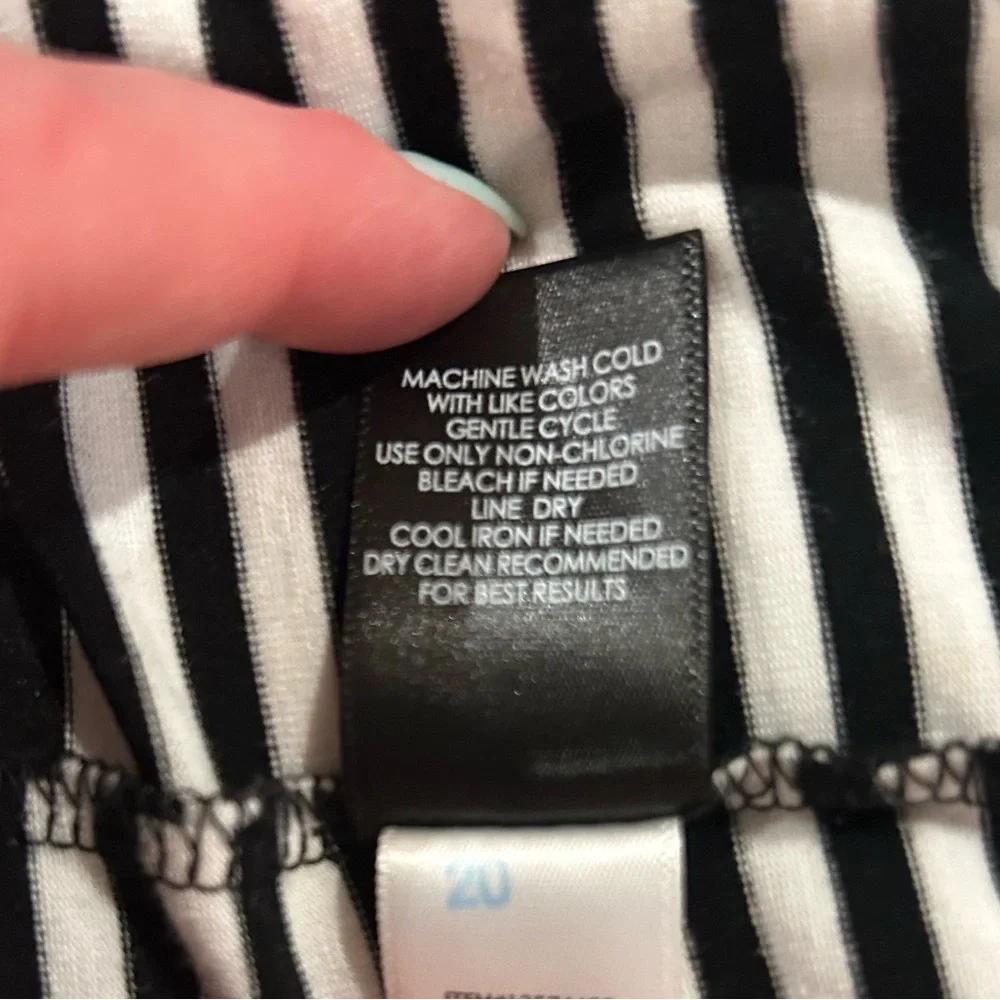 MACHINE WASH COLD
WITH LIKE COLORS
GENTLE CYCLE
USE ONLY NON-CHLORINE
BLEACH IF NEEDED
LINE DRY
COOL IRON IF NEEDED
DRY CLEAN RECOMMENDED
FOR BEST RESULTS
20